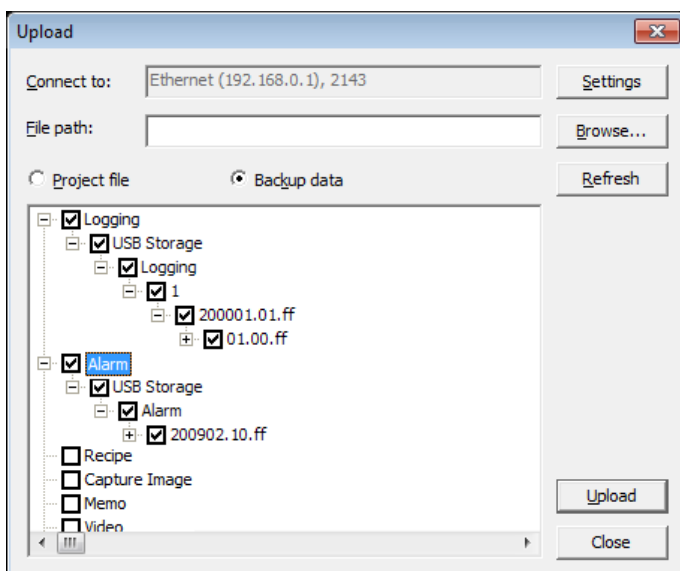 Upload
Connect to: Ethernet (192.168.0.1), 2143 Settings
File path: Browse...
Project file Backup data Refresh
Logging
USB Storage
Logging
1
200001.01.ff
01.00.ff
Alarm
USB Storage
Alarm
200902.10.ff
Recipe
Capture Image
Memo
Upload
Video
Close